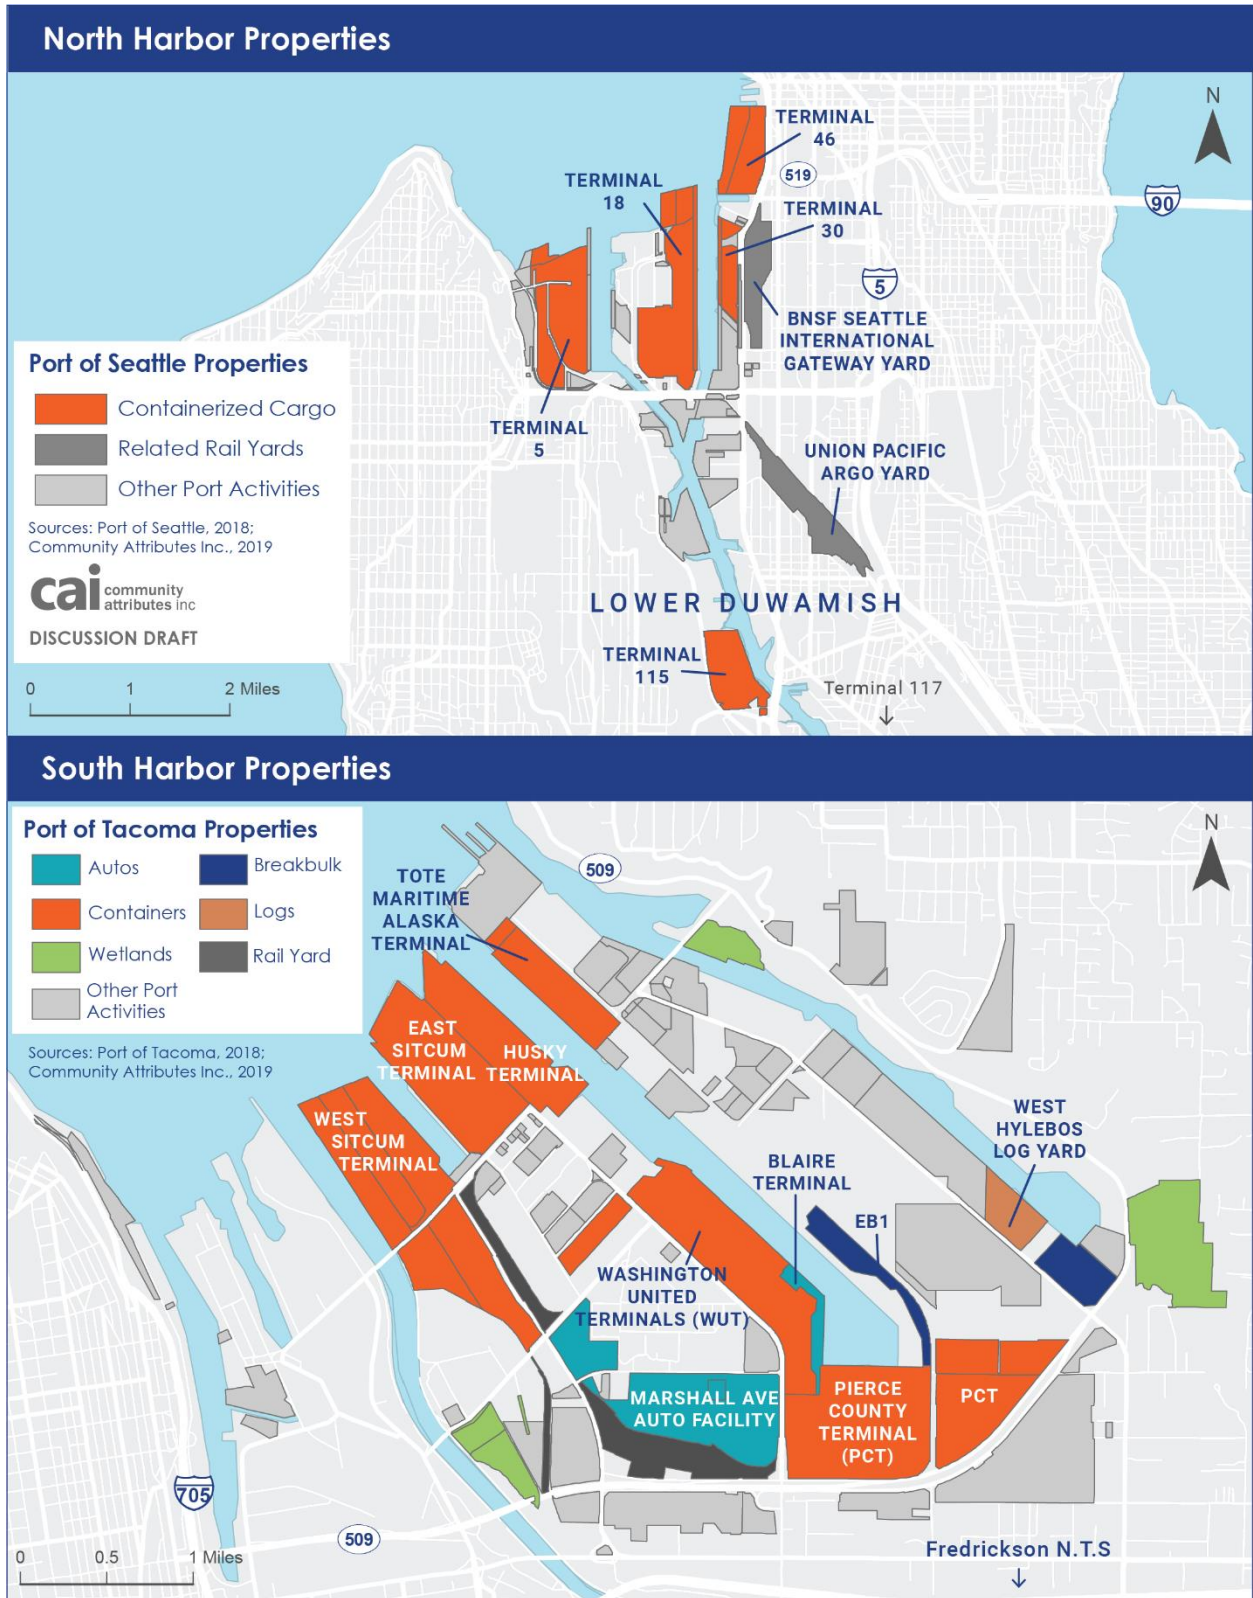 North Harbor Properties
N
TERMINAL
46
519
TERMINAL
18
TERMINAL
30
90
5
BNSF SEATTLE
INTERNATIONAL
GATEWAY YARD
Port of Seattle Properties
Containerized Cargo
Related Rail Yards
Other Port Activities
Sources: Port of Seattle, 2018;
Community Attributes Inc., 2019
cai community
attributes inc
DISCUSSION DRAFT
TERMINAL
5
UNION PACIFIC
ARGO YARD
LOWER DUWAMISH
TERMINAL
115
Terminal 117
0 1 2 Miles
South Harbor Properties
Port of Tacoma Properties
Autos
Breakbulk
Containers
Logs
Wetlands
Rail Yard
Other Port
Activities
Sources: Port of Tacoma, 2018;
Community Attributes Inc., 2019
N
509
TOTE
MARITIME
ALASKA
TERMINAL
EAST
SITCUM
TERMINAL
HUSKY
TERMINAL
WEST
SITCUM
TERMINAL
WEST
HYLEBOS
LOG YARD
BLAIRE
TERMINAL
EB1
WASHINGTON
UNITED
TERMINALS (WUT)
MARSHALL AVE
AUTO FACILITY
PIERCE
COUNTY
TERMINAL
(PCT)
PCT
705
509
0 0.5 1 Miles
Fredrickson N.T.S